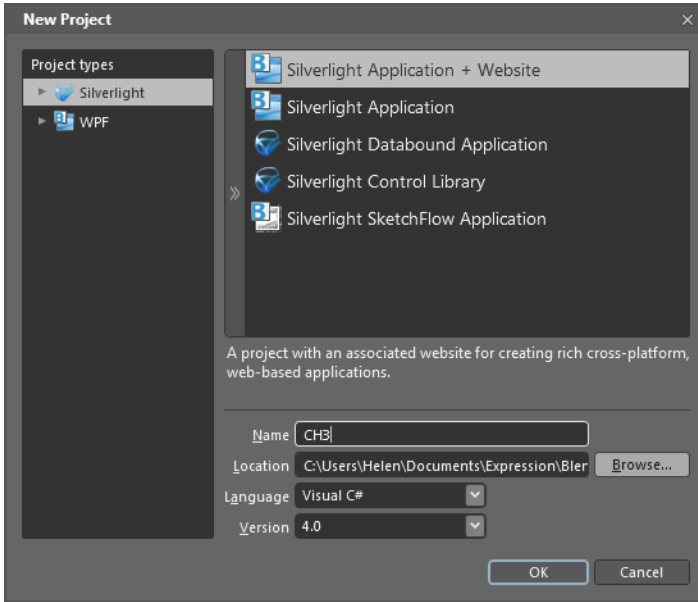 New Project
Project types
Silverlight
WPF
Silverlight Application + Website
Silverlight Application
Silverlight Databound Application
Silverlight Control Library
Silverlight SketchFlow Application
A project with an associated website for creating rich cross-platform,
web-based applications.
Name CH3
Location C:\Users\Helen\Documents\Expression\Bler Browse...
Language Visual C#
Version 4.0
OK Cancel